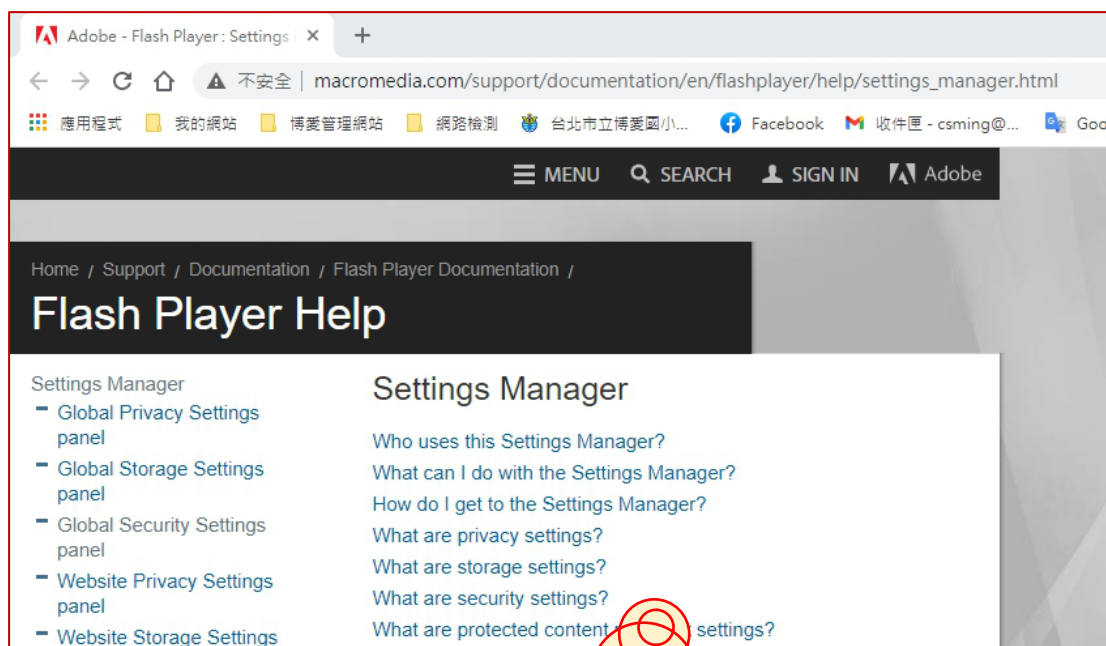 Adobe - Flash Player : Settings
不安全 | macromedia.com/support/documentation/en/flashplayer/help/settings_manager.html
應用程式 我的網站 博愛管理網站 網路檢測 台北市立博愛國小... Facebook 收件匣 - csming@... Goo
MENU SEARCH SIGN IN Adobe
Home / Support / Documentation / Flash Player Documentation /
Flash Player Help
Settings Manager
Global Privacy Settings
panel
Global Storage Settings
panel
Global Security Settings
panel
Website Privacy Settings
panel
Website Storage Settings
Settings Manager
Who uses this Settings Manager?
What can I do with the Settings Manager?
How do I get to the Settings Manager?
What are privacy settings?
What are storage settings?
What are security settings?
What are protected content settings?